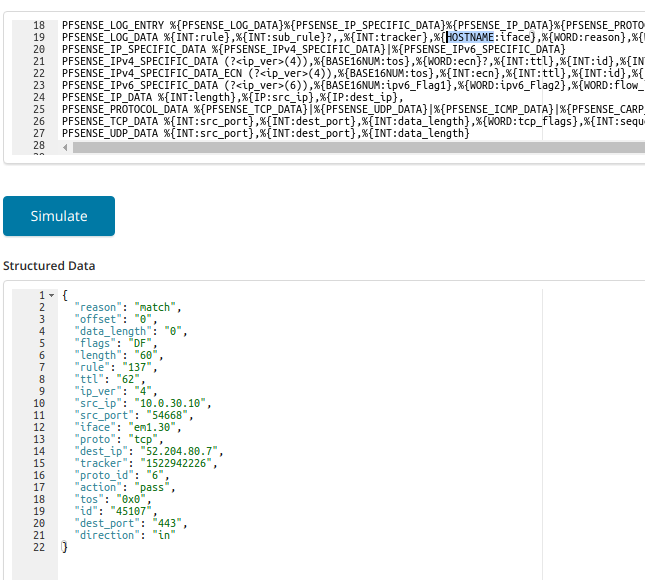 18 PFSENSE_LOG_ENTRY %{PFSENSE_LOG_DATA}%{PFSENSE_IP_SPECIFIC_DATA}%{PFSENSE_IP_DATA}%{PFSENSE_PROTO
19 PFSENSE_LOG_DATA %{INT:rule},%{INT:sub_rule}?,,%{INT:tracker},%{HOSTNAME:iface},%{WORD:reason},%{
20 PFSENSE_IP_SPECIFIC_DATA %{PFSENSE_IPv4_SPECIFIC_DATA}|%{PFSENSE_IPv6_SPECIFIC_DATA}
21 PFSENSE_IPv4_SPECIFIC_DATA (?<ip_ver>(4)),%{BASE16NUM:tos},%{WORD:ecn}?,%{INT:ttl},%{INT:id},%{IN
22 PFSENSE_IPv4_SPECIFIC_DATA_ECN (?<ip_ver>(4)),%{BASE16NUM:tos},%{INT:ecn},%{INT:ttl},%{INT:id},%{
23 PFSENSE_IPv6_SPECIFIC_DATA (?<ip_ver>(6)),%{BASE16NUM:ipv6_Flag1},%{WORD:ipv6_Flag2},%{WORD:flow_
24 PFSENSE_IP_DATA %{INT:length},%{IP:src_ip},%{IP:dest_ip},
25 PFSENSE_PROTOCOL_DATA %{PFSENSE_TCP_DATA}|%{PFSENSE_UDP_DATA}|%{PFSENSE_ICMP_DATA}|%{PFSENSE_CARP
26 PFSENSE_TCP_DATA %{INT:src_port},%{INT:dest_port},%{INT:data_length},%{WORD:tcp_flags},%{INT:sequ
27 PFSENSE_UDP_DATA %{INT:src_port},%{INT:dest_port},%{INT:data_length}
28
Simulate
Structured Data
1 {
2 "reason": "match",
3 "offset": "0",
4 "data_length": "0",
5 "flags": "DF",
6 "length": "60",
7 "rule": "137",
8 "ttl": "62",
9 "ip_ver": "4",
10 "src_ip": "10.0.30.10",
11 "src_port": "54668",
12 "iface": "em1.30",
13 "proto": "tcp",
14 "dest_ip": "52.204.80.7",
15 "tracker": "1522942226",
16 "proto_id": "6",
17 "action": "pass",
18 "tos": "0x0",
19 "id": "45107",
20 "dest_port": "443",
21 "direction": "in"
22 }